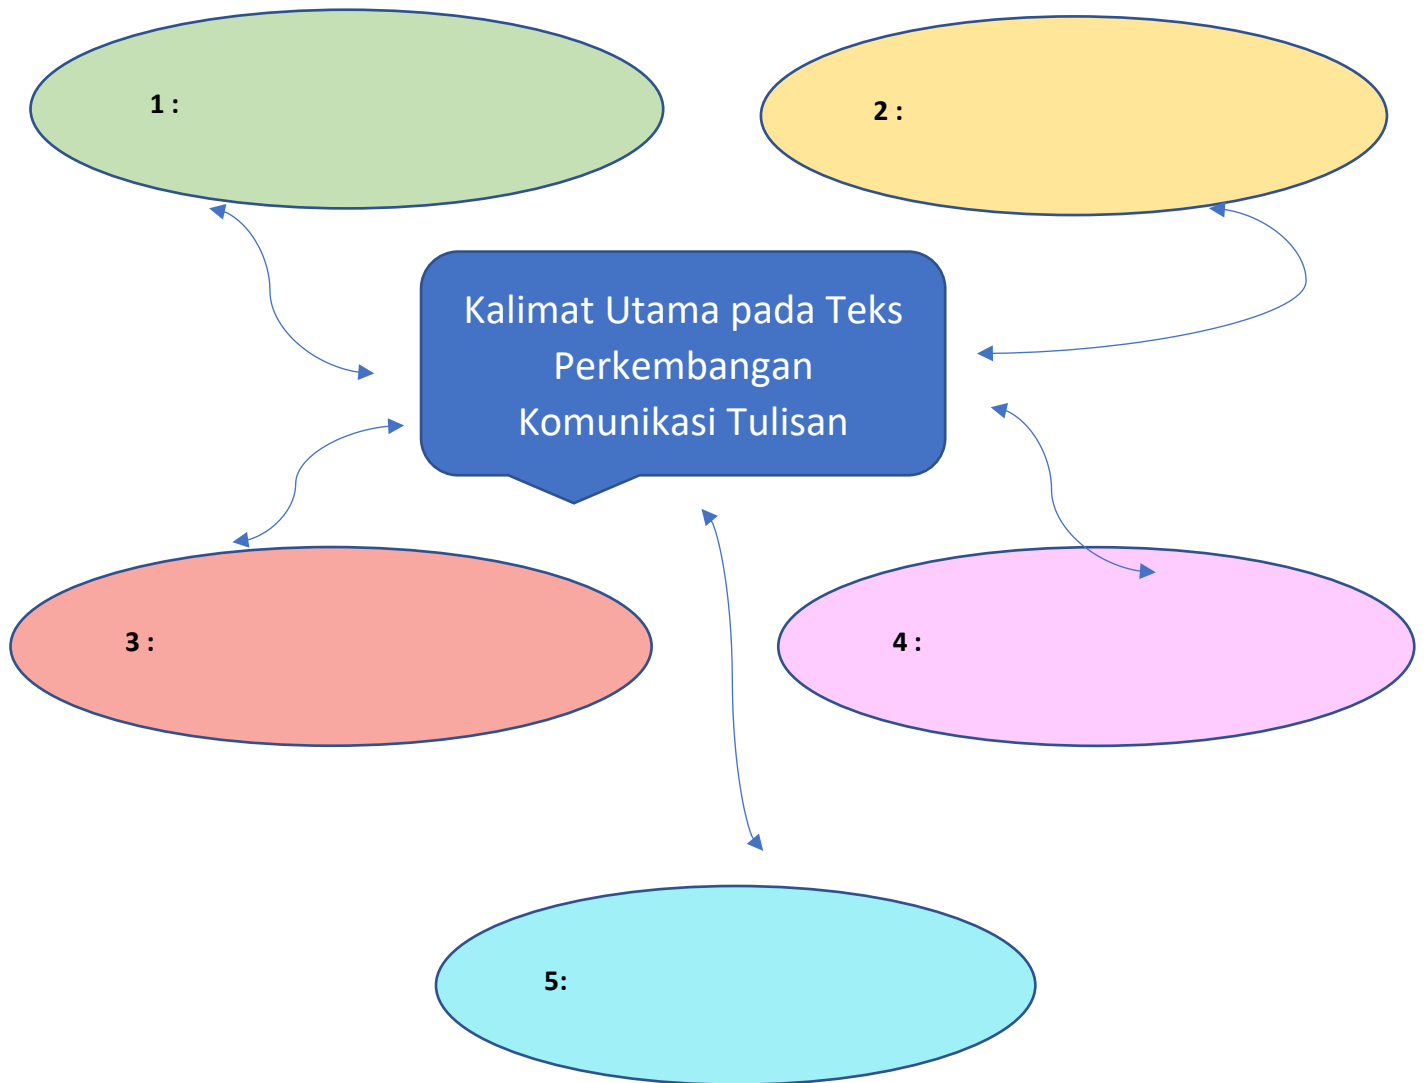 1 :
2 :
Kalimat Utama pada Teks
Perkembangan
Komunikasi Tulisan
3 :
4 :
5: